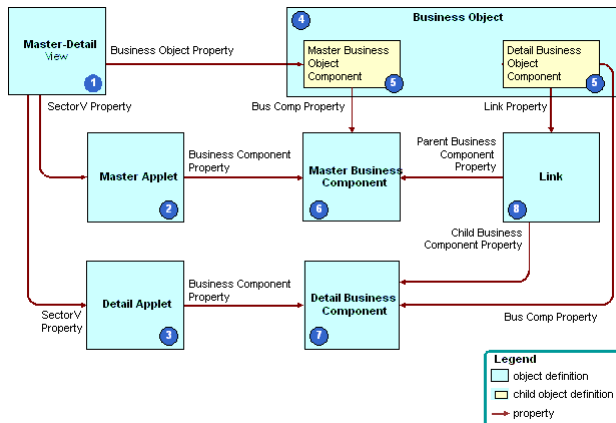 Business Object
4
Master-Detail
View
1
Business Object Property
Master Business
Object
Component
5
Detail Business
Object
Component
5
SectorV Property
Bus Comp Property
Link Property
Master Applet
2
Business Component
Property
Master Business
Component
6
Parent Business
Component
Property
Link
8
Child Business
Component Property
Detail Applet
3
SectorV
Property
Business Component
Property
Detail Business
Component
7
Bus Comp Property
Legend
object definition
child object definition
property